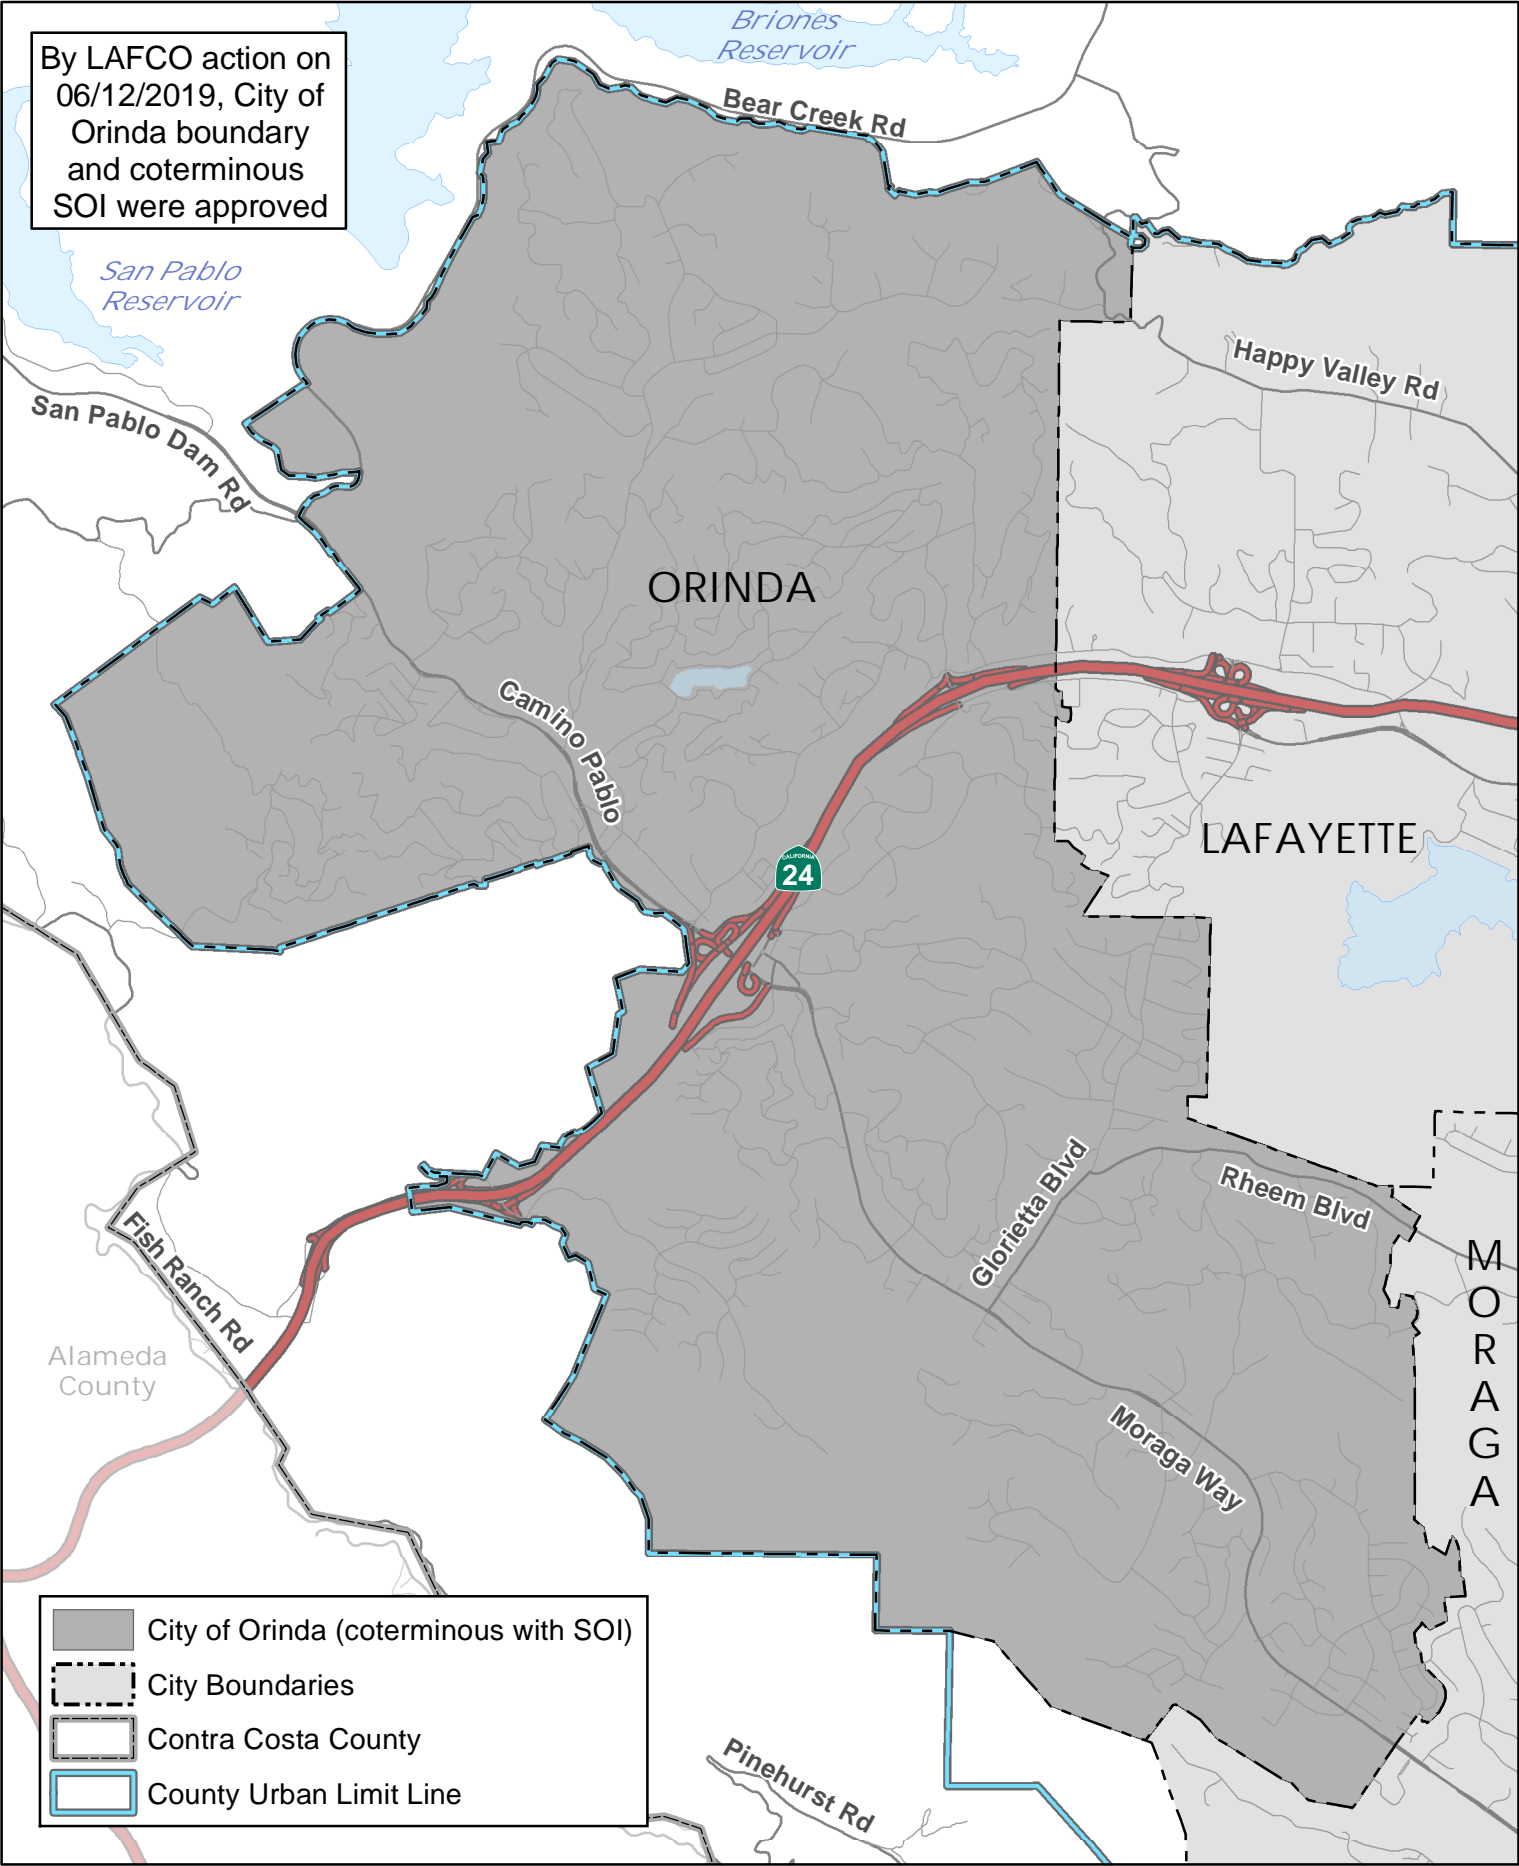 By LAFCO action on
06/12/2019, City of
Orinda boundary
and coterminous
SOI were approved
Briones
Reservoir
Bear Creek Rd
San Pablo
Reservoir
Happy Valley Rd
San Pablo Dam Rd
ORINDA
Camino Pablo
LAFAYETTE
CALIFORNIA
24
Glorietta Blvd
Rheem Blvd
Fish Ranch Rd
MORAGA
Alameda
County
Moraga Way
City of Orinda (coterminous with SOI)
City Boundaries
Contra Costa County
County Urban Limit Line
Pinehurst Rd